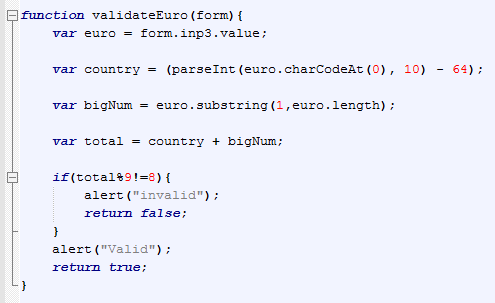 function validateEuro(form){
var euro = form.inp3.value;
var country = (parseInt(euro.charCodeAt(0), 10) - 64);
var bigNum = euro.substring(1,euro.length);
var total = country + bigNum;
if(total%9!=8){
alert("invalid");
return false;
}
alert("Valid");
return true;
}